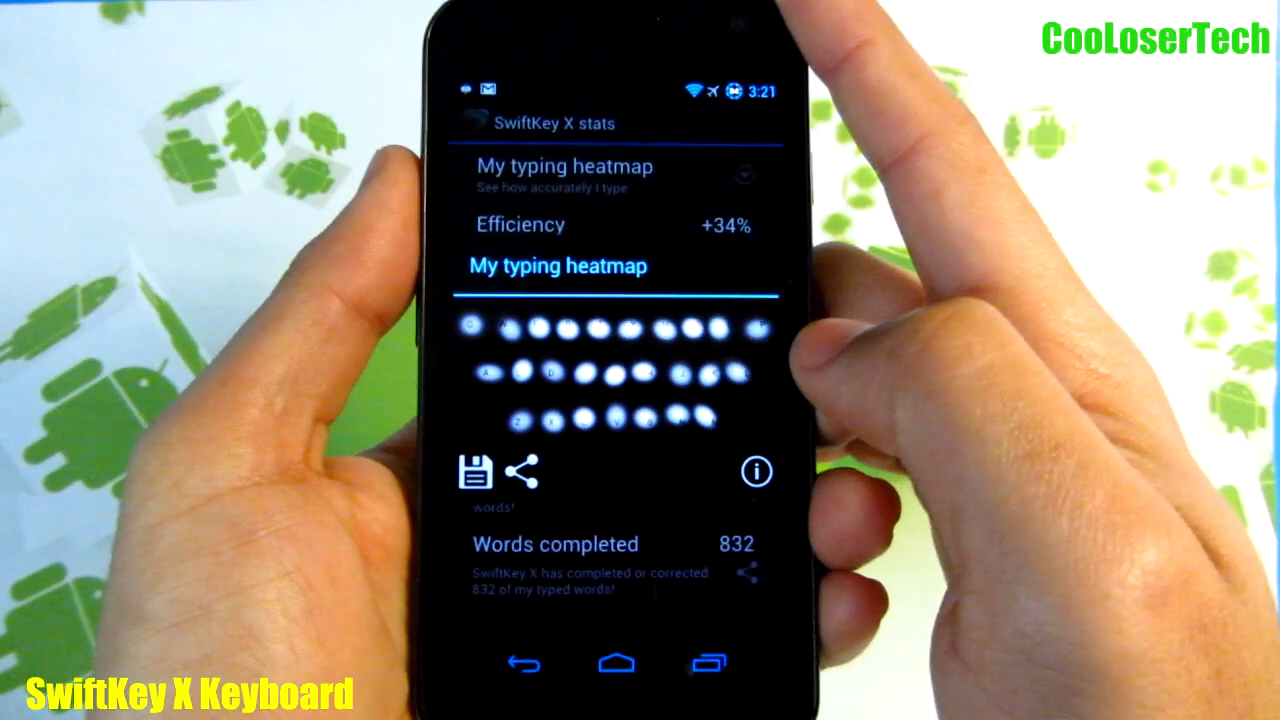 CooLoserTech
3:21
SwiftKey X stats
My typing heatmap
See how accurately I type
Efficiency +34%
My typing heatmap
words!
Words completed 832
SwiftKey X has completed or corrected
832 of my typed words!
SwiftKey X Keyboard